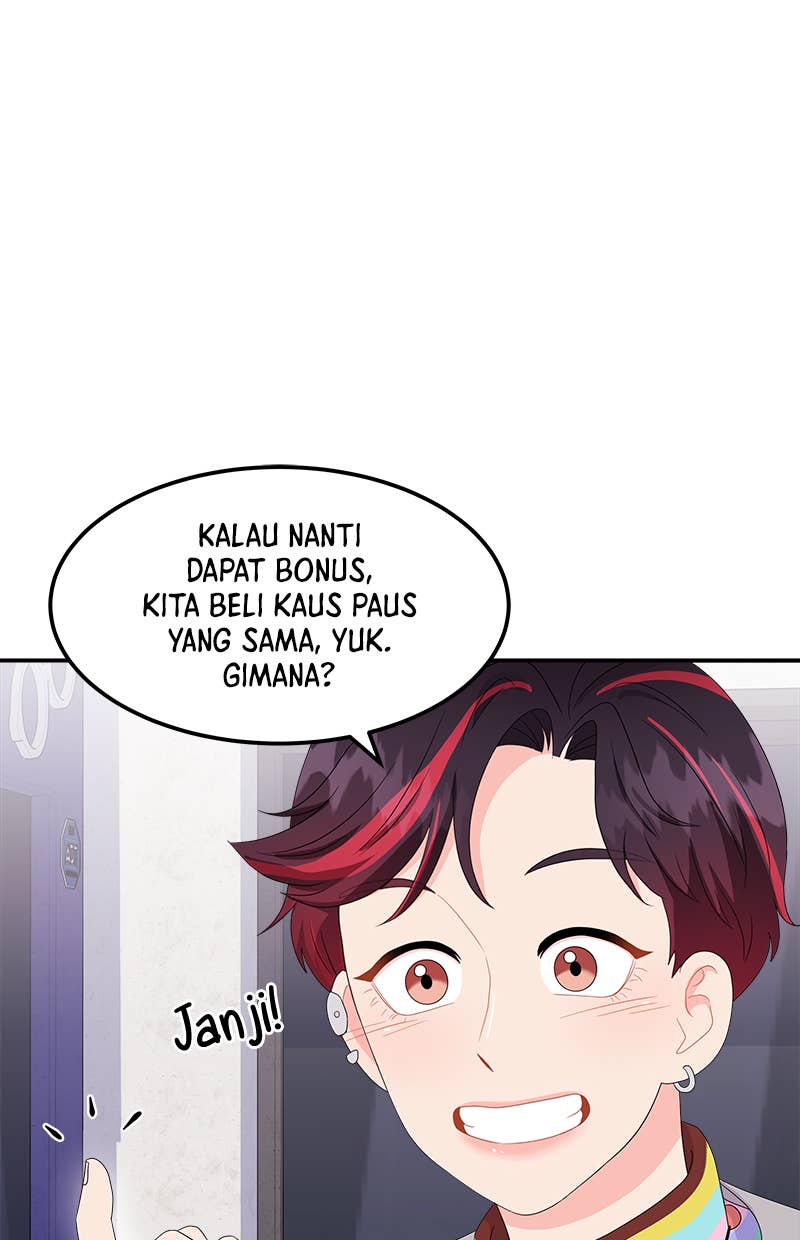 KALAU NANTI
DAPAT BONUS,
KITA BELI KAUS PAUS
YANG SAMA, YUK.
GIMANA?
Janji!